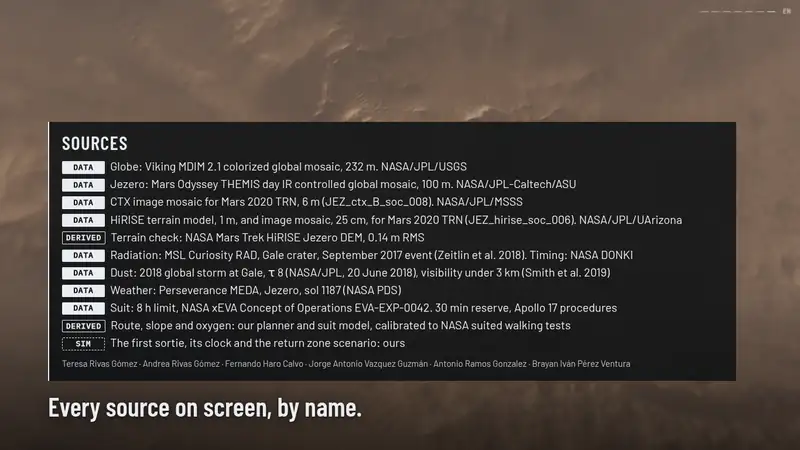 EN
SOURCES
DATA Globe: Viking MDIM 2.1 colorized global mosaic, 232 m. NASA/JPL/USGS
DATA Jezero: Mars Odyssey THEMIS day IR controlled global mosaic, 100 m. NASA/JPL-Caltech/ASU
DATA CTX image mosaic for Mars 2020 TRN, 6 m (JEZ_ctx_B_soc_008). NASA/JPL/MSSS
DATA HiRISE terrain model, 1 m, and image mosaic, 25 cm, for Mars 2020 TRN (JEZ_hirise_soc_006). NASA/JPL/UArizona
DERIVED Terrain check: NASA Mars Trek HiRISE Jezero DEM, 0.14 m RMS
DATA Radiation: MSL Curiosity RAD, Gale crater, September 2017 event (Zeitlin et al. 2018). Timing: NASA DONKI
DATA Dust: 2018 global storm at Gale, τ 8 (NASA/JPL, 20 June 2018), visibility under 3 km (Smith et al. 2019)
DATA Weather: Perseverance MEDA, Jezero, sol 1187 (NASA PDS)
DATA Suit: 8 h limit, NASA xEVA Concept of Operations EVA-EXP-0042. 30 min reserve, Apollo 17 procedures
DERIVED Route, slope and oxygen: our planner and suit model, calibrated to NASA suited walking tests
SIM The first sortie, its clock and the return zone scenario: ours
Teresa Rivas Gómez · Andrea Rivas Gómez · Fernando Haro Calvo · Jorge Antonio Vazquez Guzmán · Antonio Ramos Gonzalez · Brayan Iván Pérez Ventura
Every source on screen, by name.